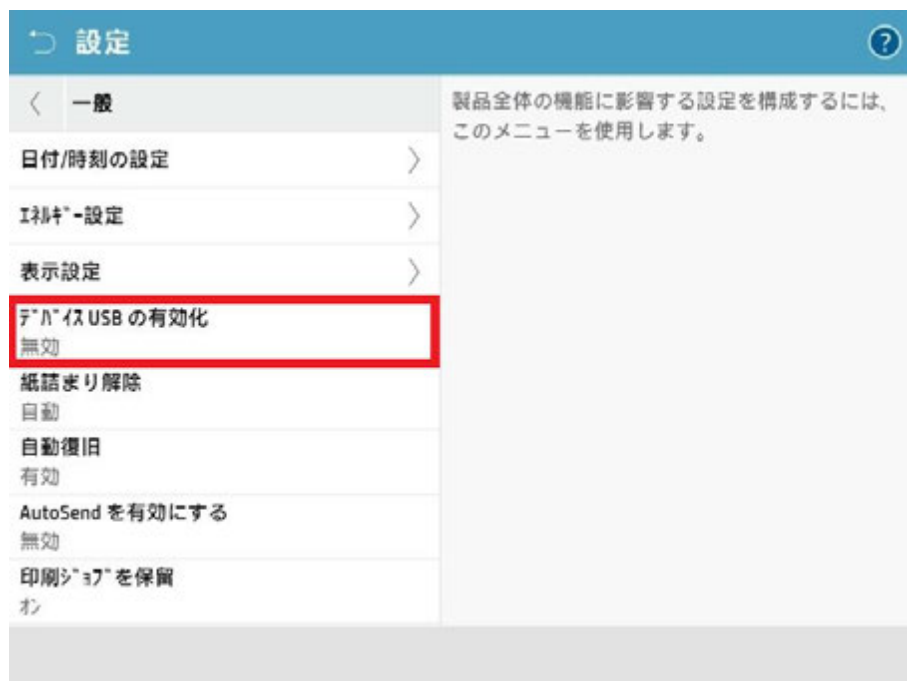 設定
?
一般
日付/時刻の設定
ｴﾈﾙｷﾞｰ設定
表示設定
ﾃﾞﾊﾞｲｽ USB の有効化
無効
紙詰まり解除
自動
自動復旧
有効
AutoSend を有効にする
無効
印刷ｼﾞｮﾌﾞを保留
ｵﾝ
製品全体の機能に影響する設定を構成するには、
このメニューを使用します。